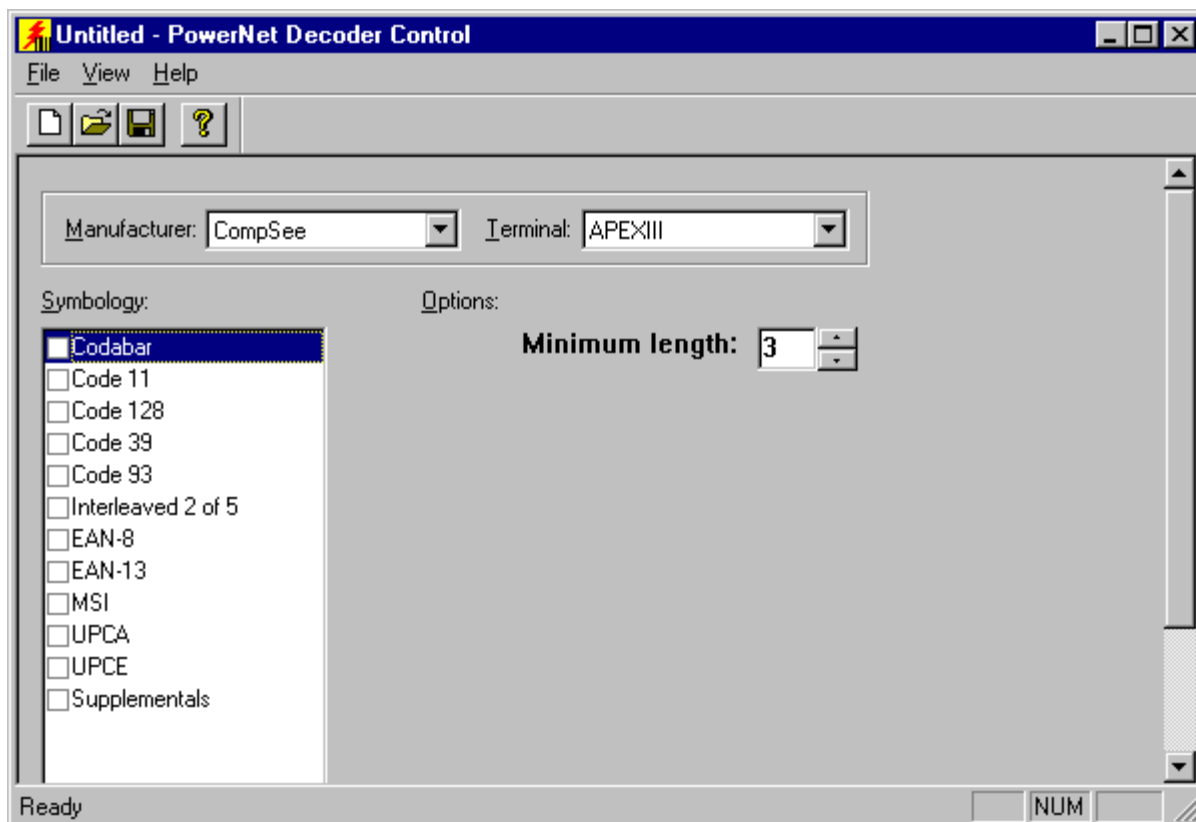 Untitled - PowerNet Decoder Control
File View Help
Manufacturer: CompSee Terminal: APEXIII
Symbology: Options:
Codabar Minimum length: 3
Code 11
Code 128
Code 39
Code 93
Interleaved 2 of 5
EAN-8
EAN-13
MSI
UPCA
UPCE
Supplementals
Ready NUM